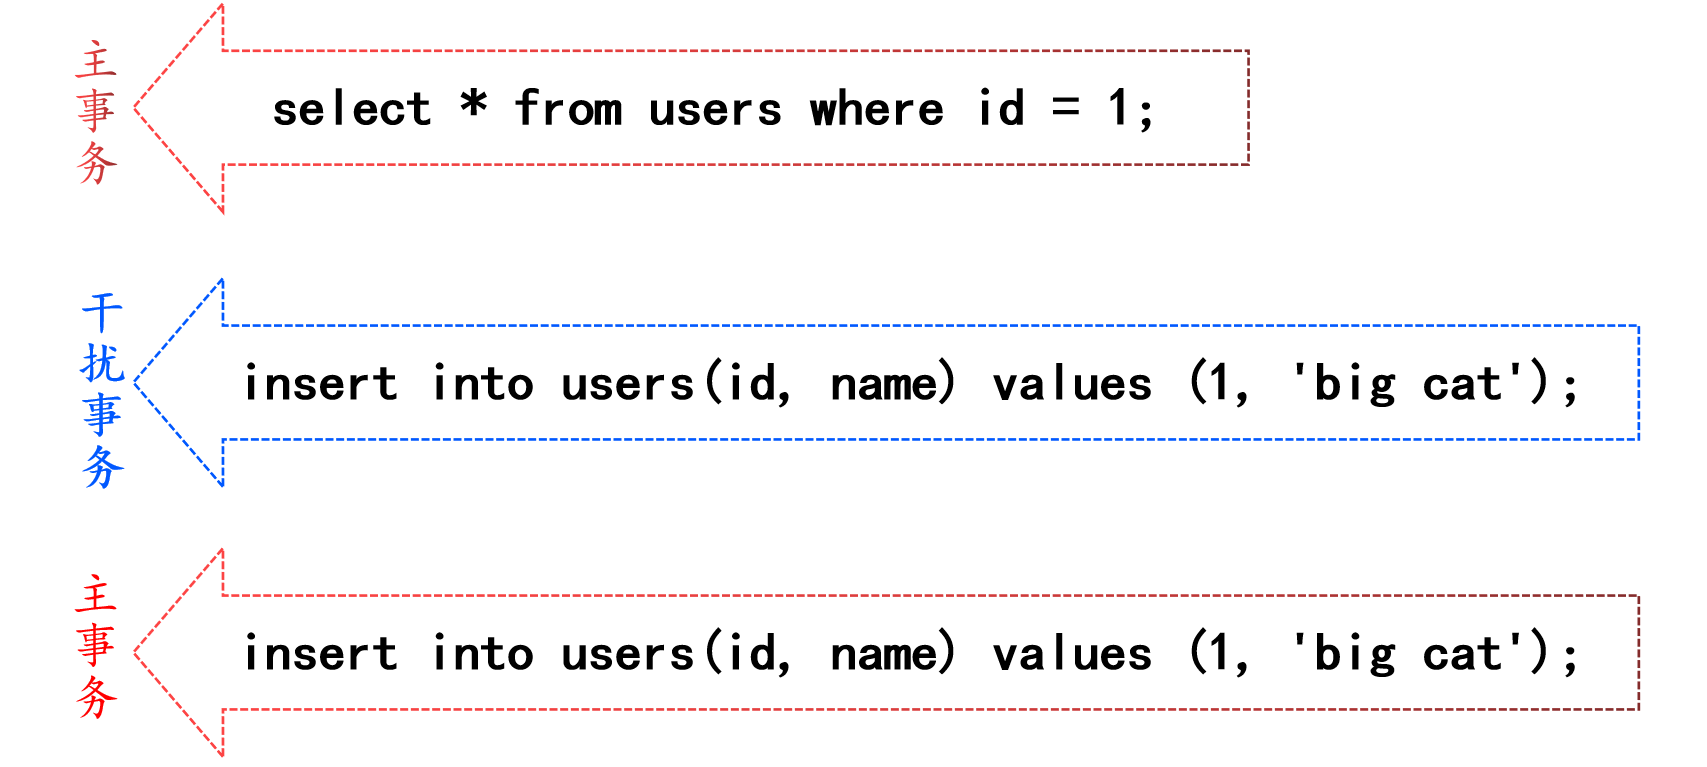 主事务
select * from users where id = 1;
干扰事务
insert into users(id, name) values (1, 'big cat');
主事务
insert into users(id, name) values (1, 'big cat');